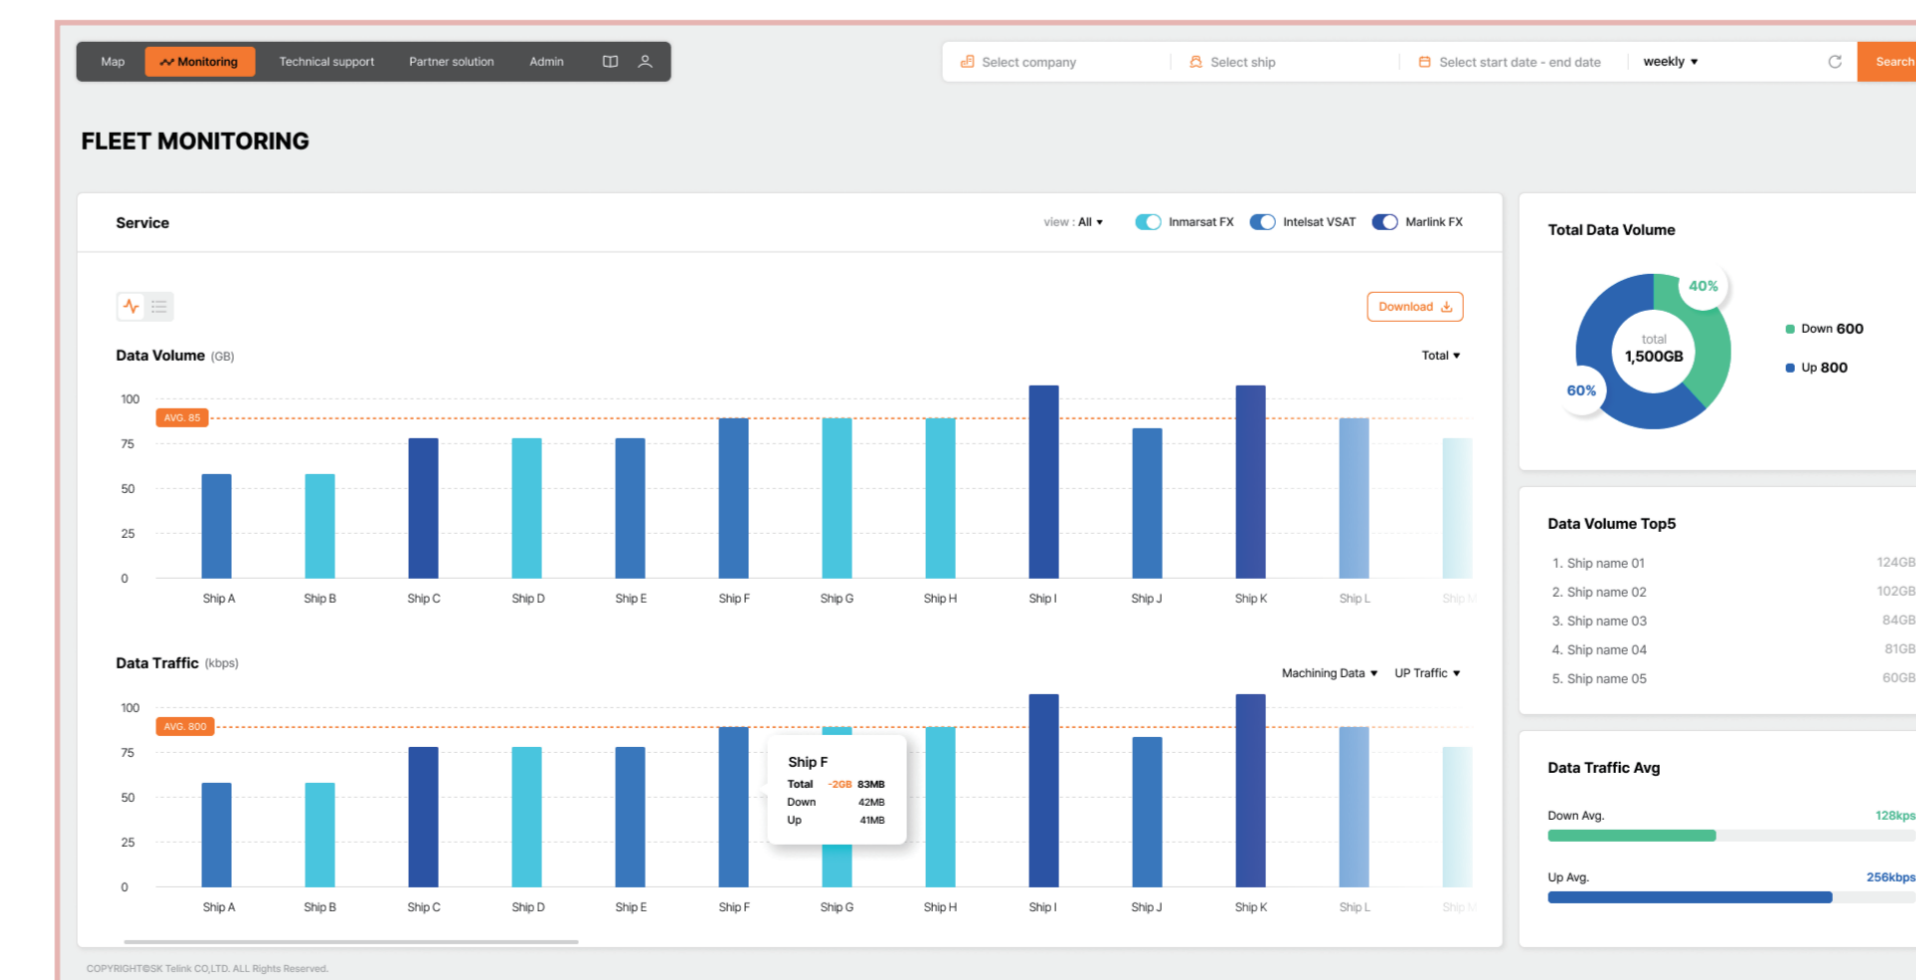 Map Monitoring Technical support Partner solution Admin
Select company Select ship Select start date - end date weekly Search
FLEET MONITORING
Service
view : All Inmarsat FX Intelsat VSAT Marlink FX
Download
Data Volume (GB)
Total
100
AVG. 85
75
50
25
0
Ship A Ship B Ship C Ship D Ship E Ship F Ship G Ship H Ship I Ship J Ship K Ship L Ship M
Data Traffic (kbps)
Machining Data UP Traffic
100
AVG. 800
75
50
25
0
Ship F
Total -2GB 83MB
Down 42MB
Up 41MB
Ship A Ship B Ship C Ship D Ship E Ship F Ship G Ship H Ship I Ship J Ship K Ship L Ship M
Total Data Volume
40%
total
1,500GB
60%
Down 600
Up 800
Data Volume Top5
1. Ship name 01 124GB
2. Ship name 02 102GB
3. Ship name 03 84GB
4. Ship name 04 81GB
5. Ship name 05 60GB
Data Traffic Avg
Down Avg. 128kps
Up Avg. 256kbps
COPYRIGHT©SK Telink CO,LTD. ALL Rights Reserved.